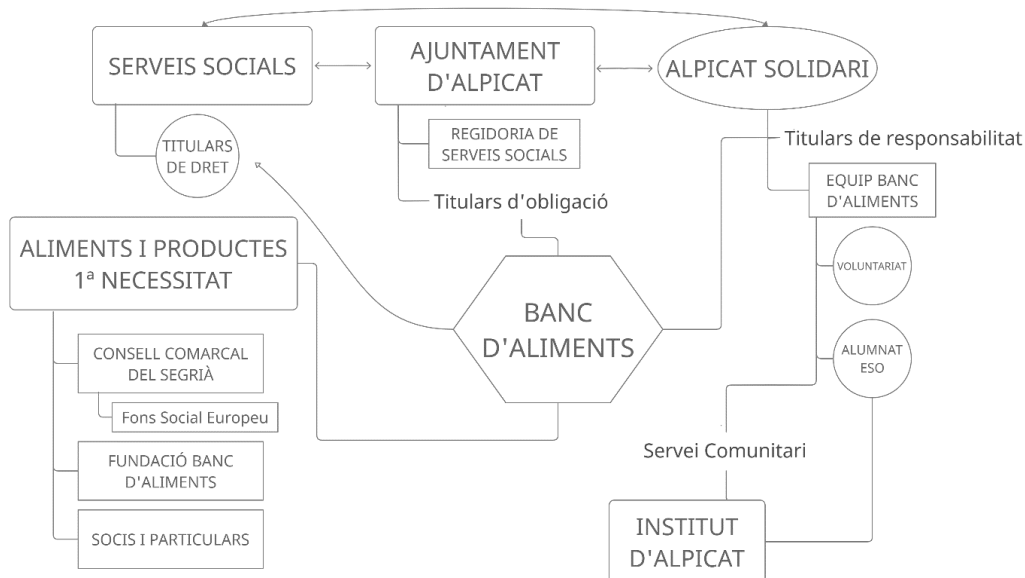 SERVEIS SOCIALS
AJUNTAMENT
D'ALPICAT
ALPICAT SOLIDARI
TITULARS
DE DRET
REGIDORIA DE
SERVEIS SOCIALS
Titulars de responsabilitat
Titulars d'obligació
EQUIP BANC
D'ALIMENTS
ALIMENTS I PRODUCTES
1ª NECESSITAT
VOLUNTARIAT
BANC
D'ALIMENTS
CONSELL COMARCAL
DEL SEGRIÀ
ALUMNAT
ESO
Fons Social Europeu
Servei Comunitari
FUNDACIÓ BANC
D'ALIMENTS
SOCIS I PARTICULARS
INSTITUT
D'ALPICAT